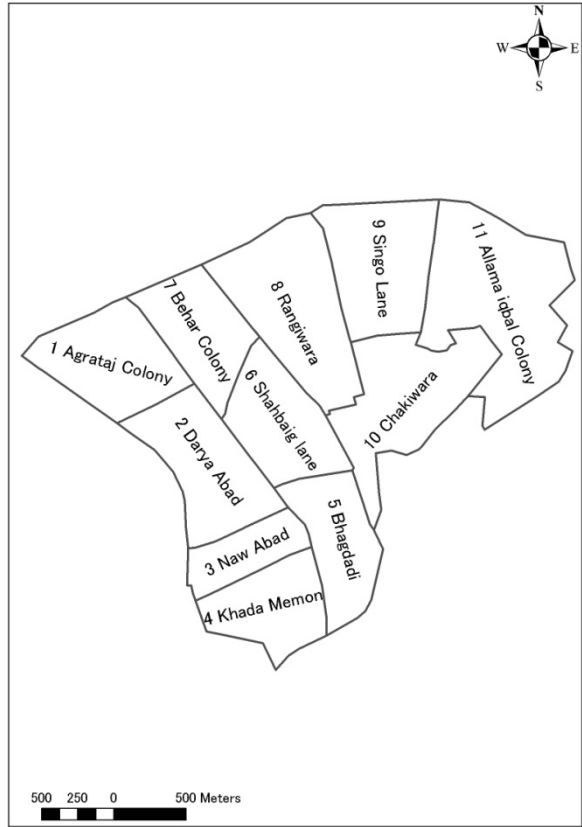 N
W E
S
9 Singo Lane
11 Allama iqbal Colony
7 Behar Colony
8 Rangiwara
1 Agrataj Colony
6 Shahbaig lane
10 Chakiwara
2 Darya Abad
5 Bhagdadi
3 Naw Abad
4 Khada Memon
500 250 0 500 Meters